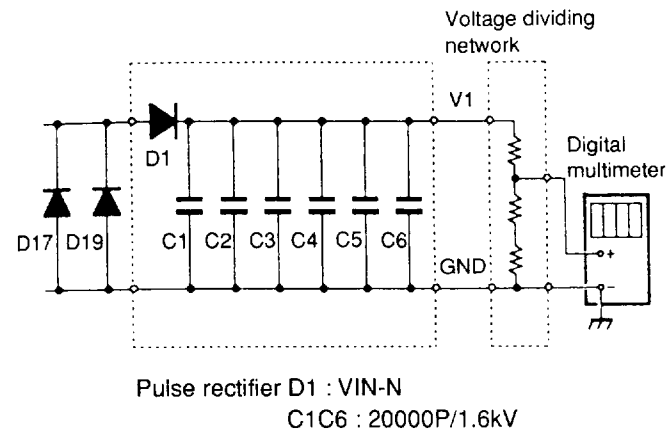 Voltage dividing
network
V1
D1
Digital
multimeter
D17
D19
C1
C2
C3
C4
C5
C6
GND
+
−
Pulse rectifier D1 : VIN-N
C1C6 : 20000P/1.6kV